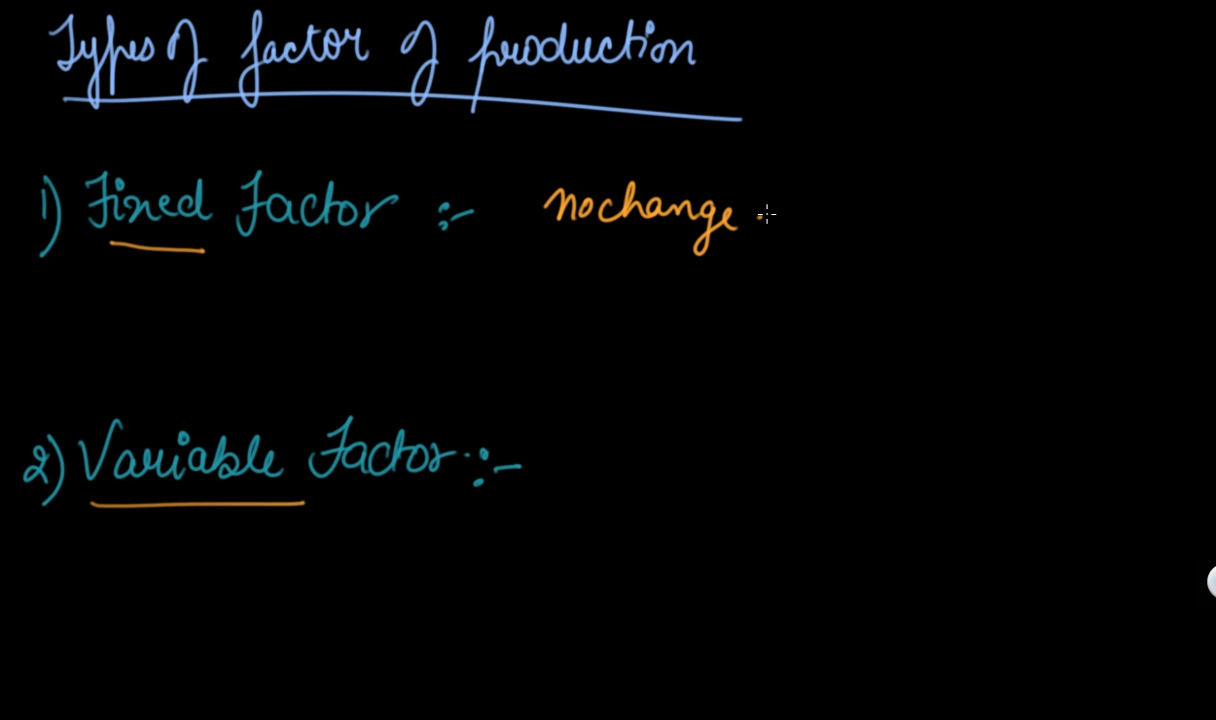 Types of factor of production
1) Fixed Factor :- nochange
2) Variable Factor :-